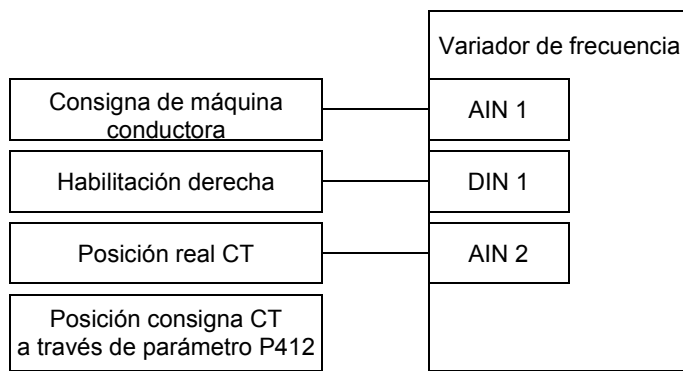 Variador de frecuencia
Consigna de máquina
conductora
AIN 1
Habilitación derecha
DIN 1
Posición real CT
AIN 2
Posición consigna CT
a través de parámetro P412